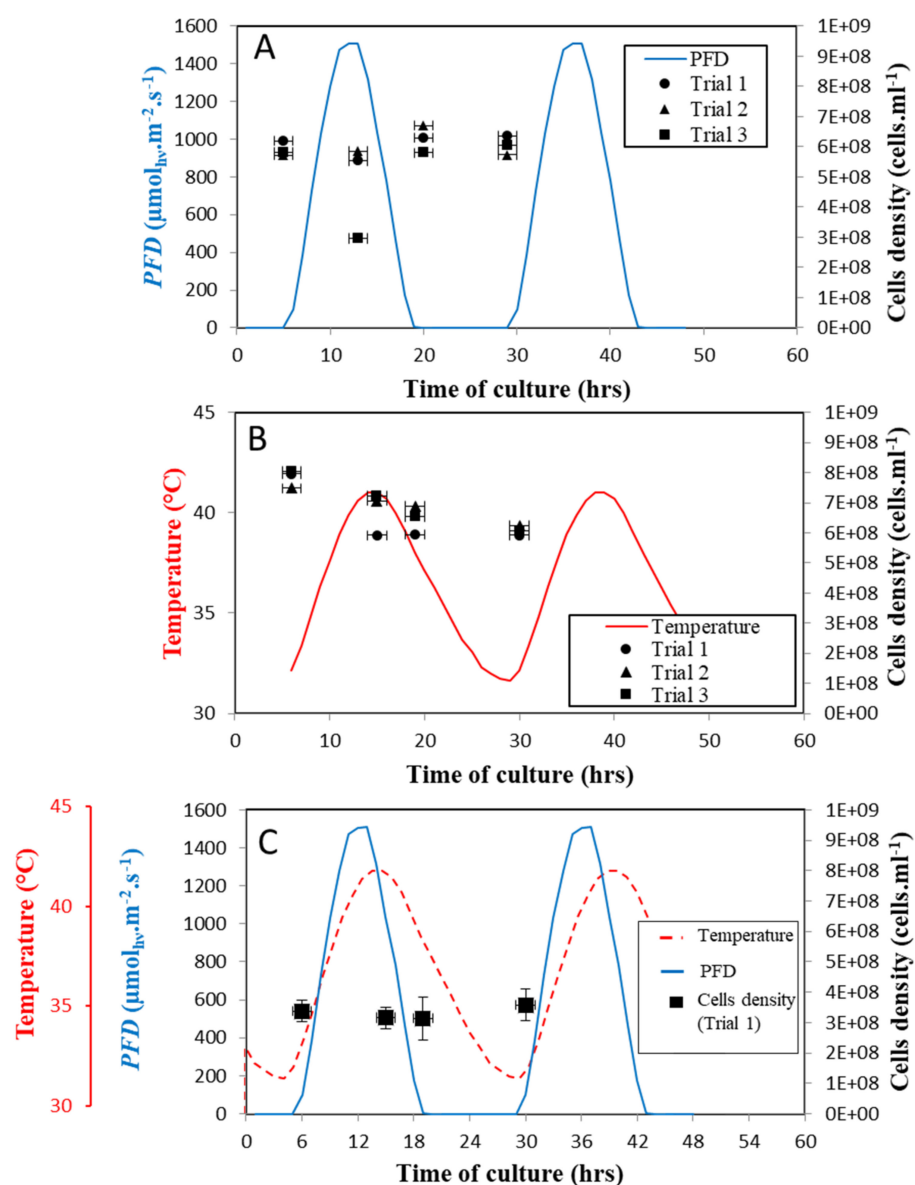 A
PFD (µmolhν.m-2.s-1)
1600
1400
1200
1000
800
600
400
200
0
PFD
Trial 1
Trial 2
Trial 3
1E+09
9E+08
8E+08
7E+08
6E+08
5E+08
4E+08
3E+08
2E+08
1E+08
0E+00
Cells density (cells.ml-1)
0 10 20 30 40 50 60
Time of culture (hrs)
B
Temperature (°C)
45
40
35
30
Temperature
Trial 1
Trial 2
Trial 3
1E+09
9E+08
8E+08
7E+08
6E+08
5E+08
4E+08
3E+08
2E+08
1E+08
0E+00
Cells density (cells.ml-1)
0 10 20 30 40 50 60
Time of culture (hrs)
C
Temperature (°C)
45
40
35
30
PFD (µmolhν.m-2.s-1)
1600
1400
1200
1000
800
600
400
200
0
Temperature
PFD
Cells density
(Trial 1)
1E+09
9E+08
8E+08
7E+08
6E+08
5E+08
4E+08
3E+08
2E+08
1E+08
0E+00
Cells density (cells.ml-1)
0 6 12 18 24 30 36 42 48 54 60
Time of culture (hrs)